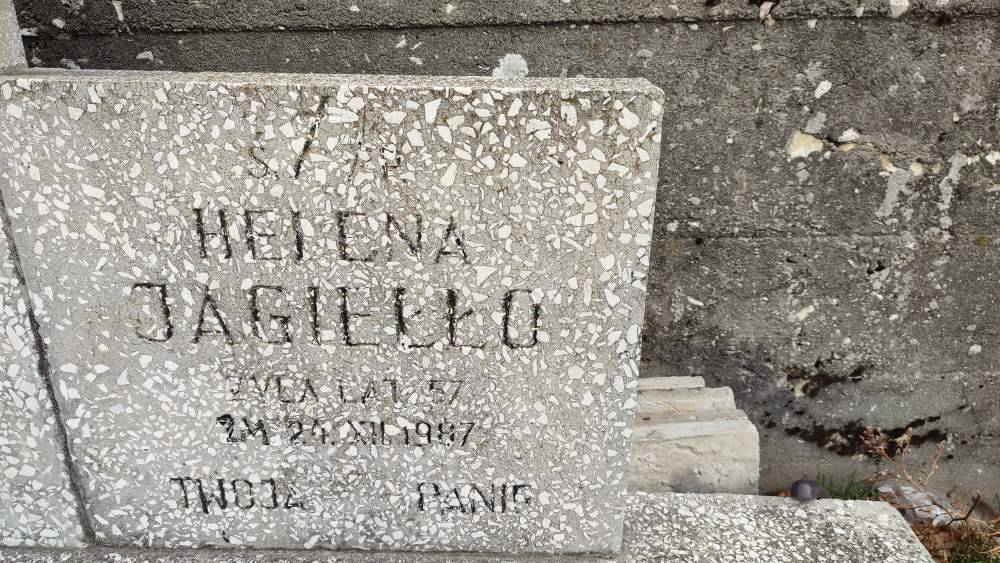 Ś/†P
HELENA
JAGIEŁŁO
ŻYŁA LAT 57
ZM 24. XII.1987
TWOJA PANIE